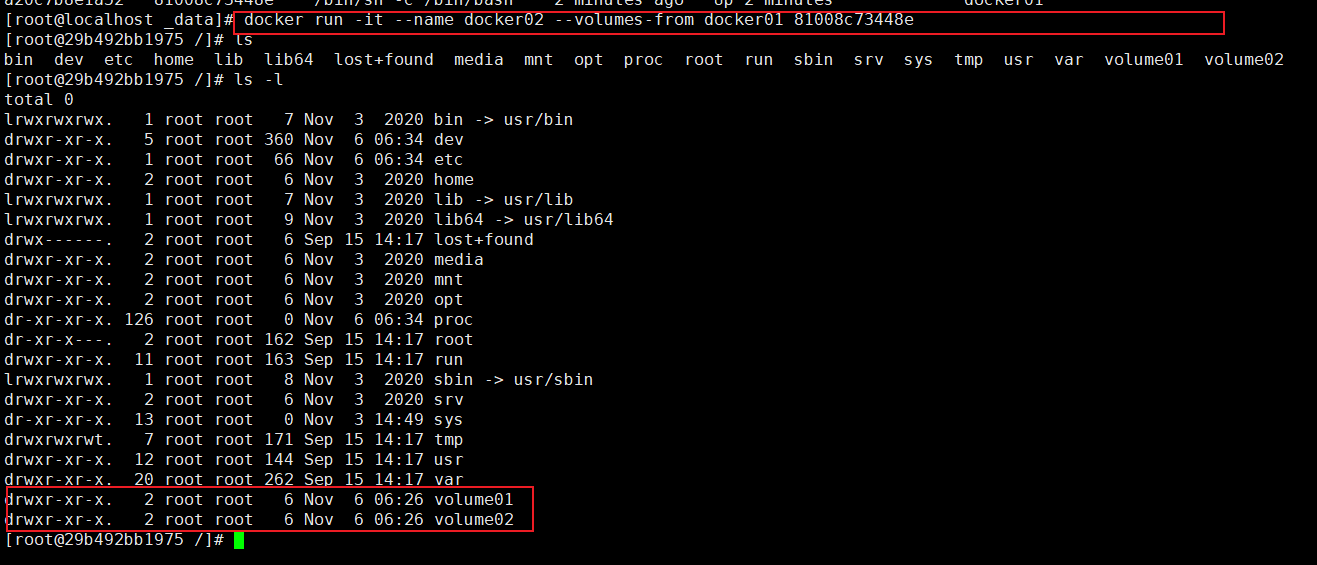 [root@localhost _data]# docker run -it --name docker02 --volumes-from docker01 81008c73448e
[root@29b492bb1975 /]# ls
bin  dev  etc  home  lib  lib64  lost+found  media  mnt  opt  proc  root  run  sbin  srv  sys  tmp  usr  var  volume01  volume02
[root@29b492bb1975 /]# ls -l
total 0
lrwxrwxrwx.   1 root root   7 Nov  3  2020 bin -> usr/bin
drwxr-xr-x.   5 root root 360 Nov  6 06:34 dev
drwxr-xr-x.   1 root root  66 Nov  6 06:34 etc
drwxr-xr-x.   2 root root   6 Nov  3  2020 home
lrwxrwxrwx.   1 root root   7 Nov  3  2020 lib -> usr/lib
lrwxrwxrwx.   1 root root   9 Nov  3  2020 lib64 -> usr/lib64
drwx------.   2 root root   6 Sep 15 14:17 lost+found
drwxr-xr-x.   2 root root   6 Nov  3  2020 media
drwxr-xr-x.   2 root root   6 Nov  3  2020 mnt
drwxr-xr-x.   2 root root   6 Nov  3  2020 opt
dr-xr-xr-x. 126 root root   0 Nov  6 06:34 proc
dr-xr-x---.   2 root root 162 Sep 15 14:17 root
drwxr-xr-x.  11 root root 163 Sep 15 14:17 run
lrwxrwxrwx.   1 root root   8 Nov  3  2020 sbin -> usr/sbin
drwxr-xr-x.   2 root root   6 Nov  3  2020 srv
dr-xr-xr-x.  13 root root   0 Nov  3 14:49 sys
drwxrwxrwt.   7 root root 171 Sep 15 14:17 tmp
drwxr-xr-x.  12 root root 144 Sep 15 14:17 usr
drwxr-xr-x.  20 root root 262 Sep 15 14:17 var
drwxr-xr-x.   2 root root   6 Nov  6 06:26 volume01
drwxr-xr-x.   2 root root   6 Nov  6 06:26 volume02
[root@29b492bb1975 /]#